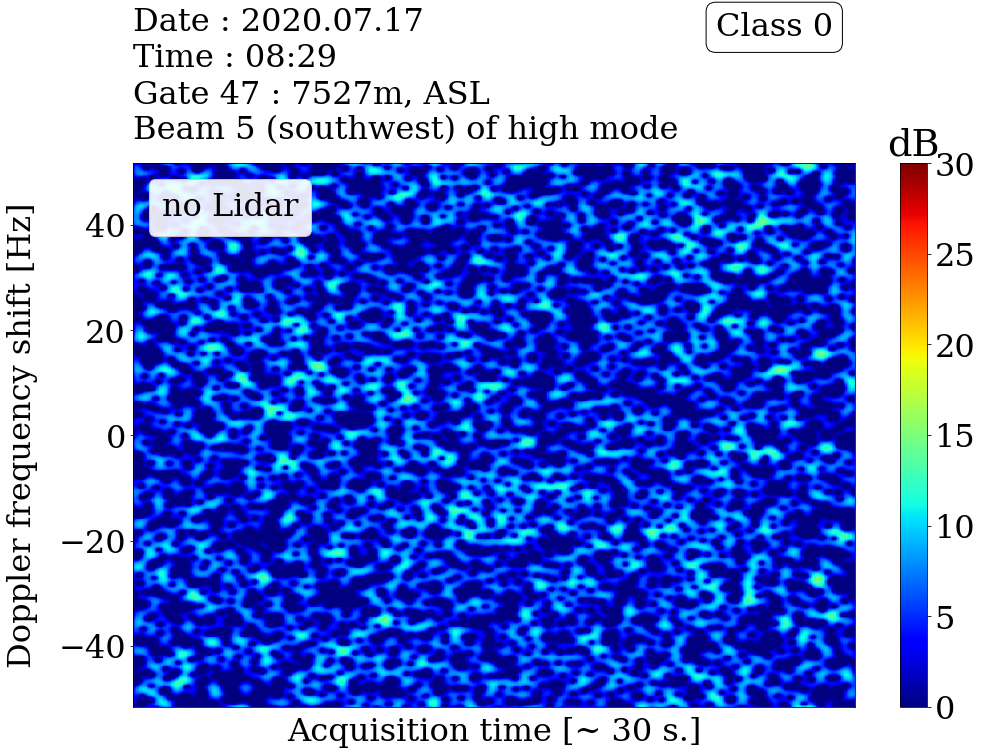 Date : 2020.07.17
Time : 08:29
Gate 47 : 7527m, ASL
Beam 5 (southwest) of high mode
Class 0
dB
no Lidar
Doppler frequency shift [Hz]
40
20
0
−20
−40
Acquisition time [~ 30 s.]
30
25
20
15
10
5
0